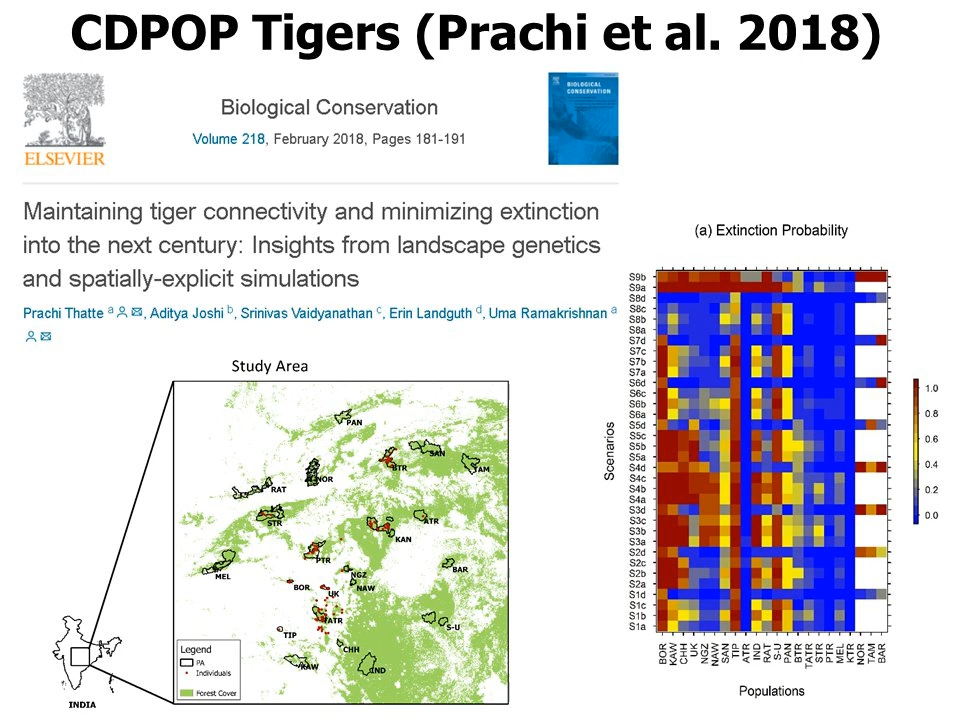 CDPOP Tigers (Prachi et al. 2018)
ELSEVIER
Biological Conservation
Volume 218, February 2018, Pages 181-191
BIOLOGICAL
CONSERVATION
Maintaining tiger connectivity and minimizing extinction
into the next century: Insights from landscape genetics
and spatially-explicit simulations
Prachi Thatte a, Aditya Joshi b, Srinivas Vaidyanathan c, Erin Landguth d, Uma Ramakrishnan a
Study Area
PAN
SAN
BTR
TAM
NOR
RAT
STR
ATR
KAN
PTR
MEL
BAR
NGZ
BOR
NAW
UK
TATR
S-U
TIP
CHH
KAW
IND
Legend
PA
Individuals
Forest Cover
INDIA
(a) Extinction Probability
Scenarios
S9b
S9a
S8d
S8c
S8b
S8a
S7d
S7c
S7b
S7a
S6d
S6c
S6b
S6a
S5d
S5c
S5b
S5a
S4d
S4c
S4b
S4a
S3d
S3c
S3b
S3a
S2d
S2c
S2b
S2a
S1d
S1c
S1b
S1a
BOR
KAW
CHH
UK
NGZ
NAW
SAN
TIP
ATR
IND
RAT
S-U
PAN
BTR
TATR
STR
PTR
MEL
KTR
NOR
TAM
BAR
Populations
1.0
0.8
0.6
0.4
0.2
0.0